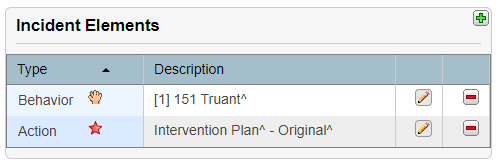 Incident Elements
Type Description
Behavior [1] 151 Truant^
Action Intervention Plan^ - Original^